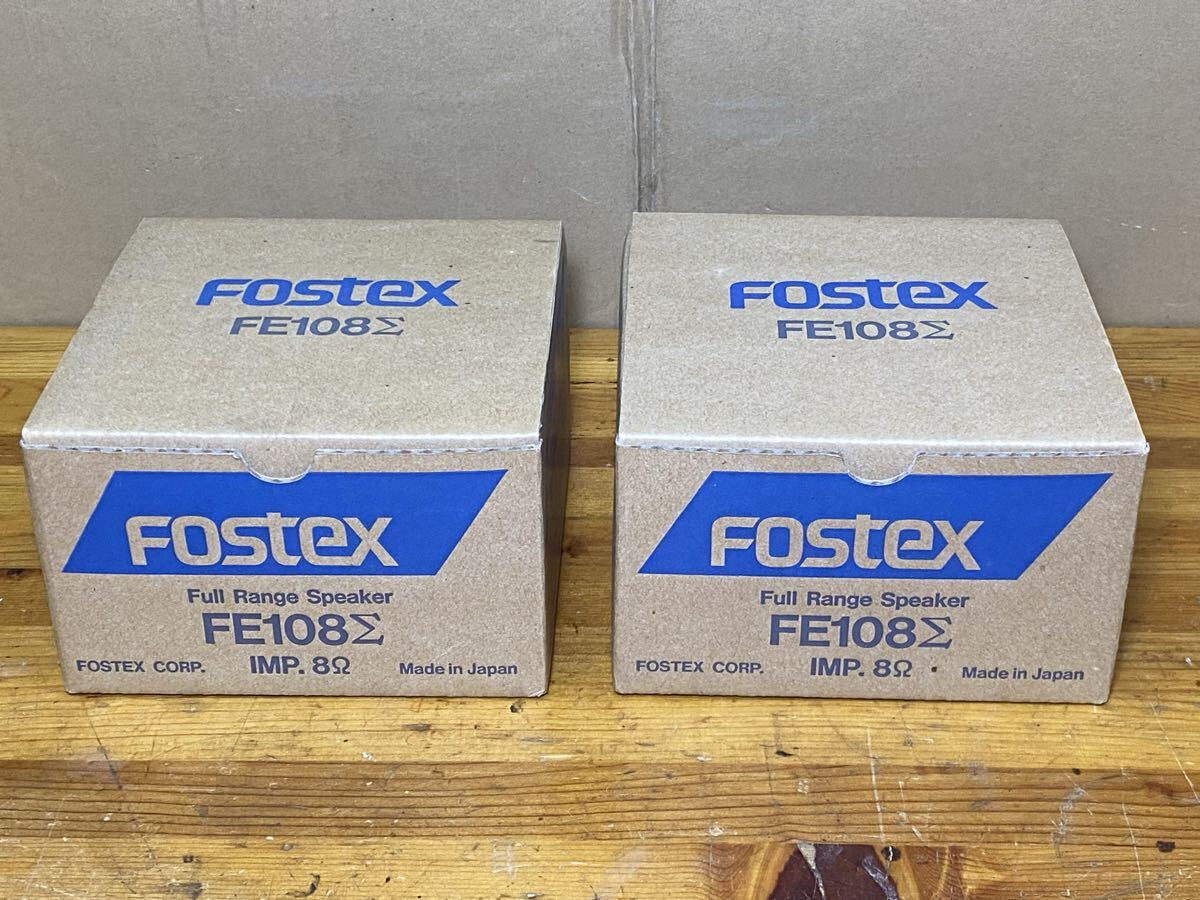 FOSTEX
FE108Σ
FOSTEX
Full Range Speaker
FE108Σ
FOSTEX CORP. IMP. 8Ω Made in Japan
FOSTEX
FE108Σ
FOSTEX
Full Range Speaker
FE108Σ
FOSTEX CORP. IMP. 8Ω Made in Japan